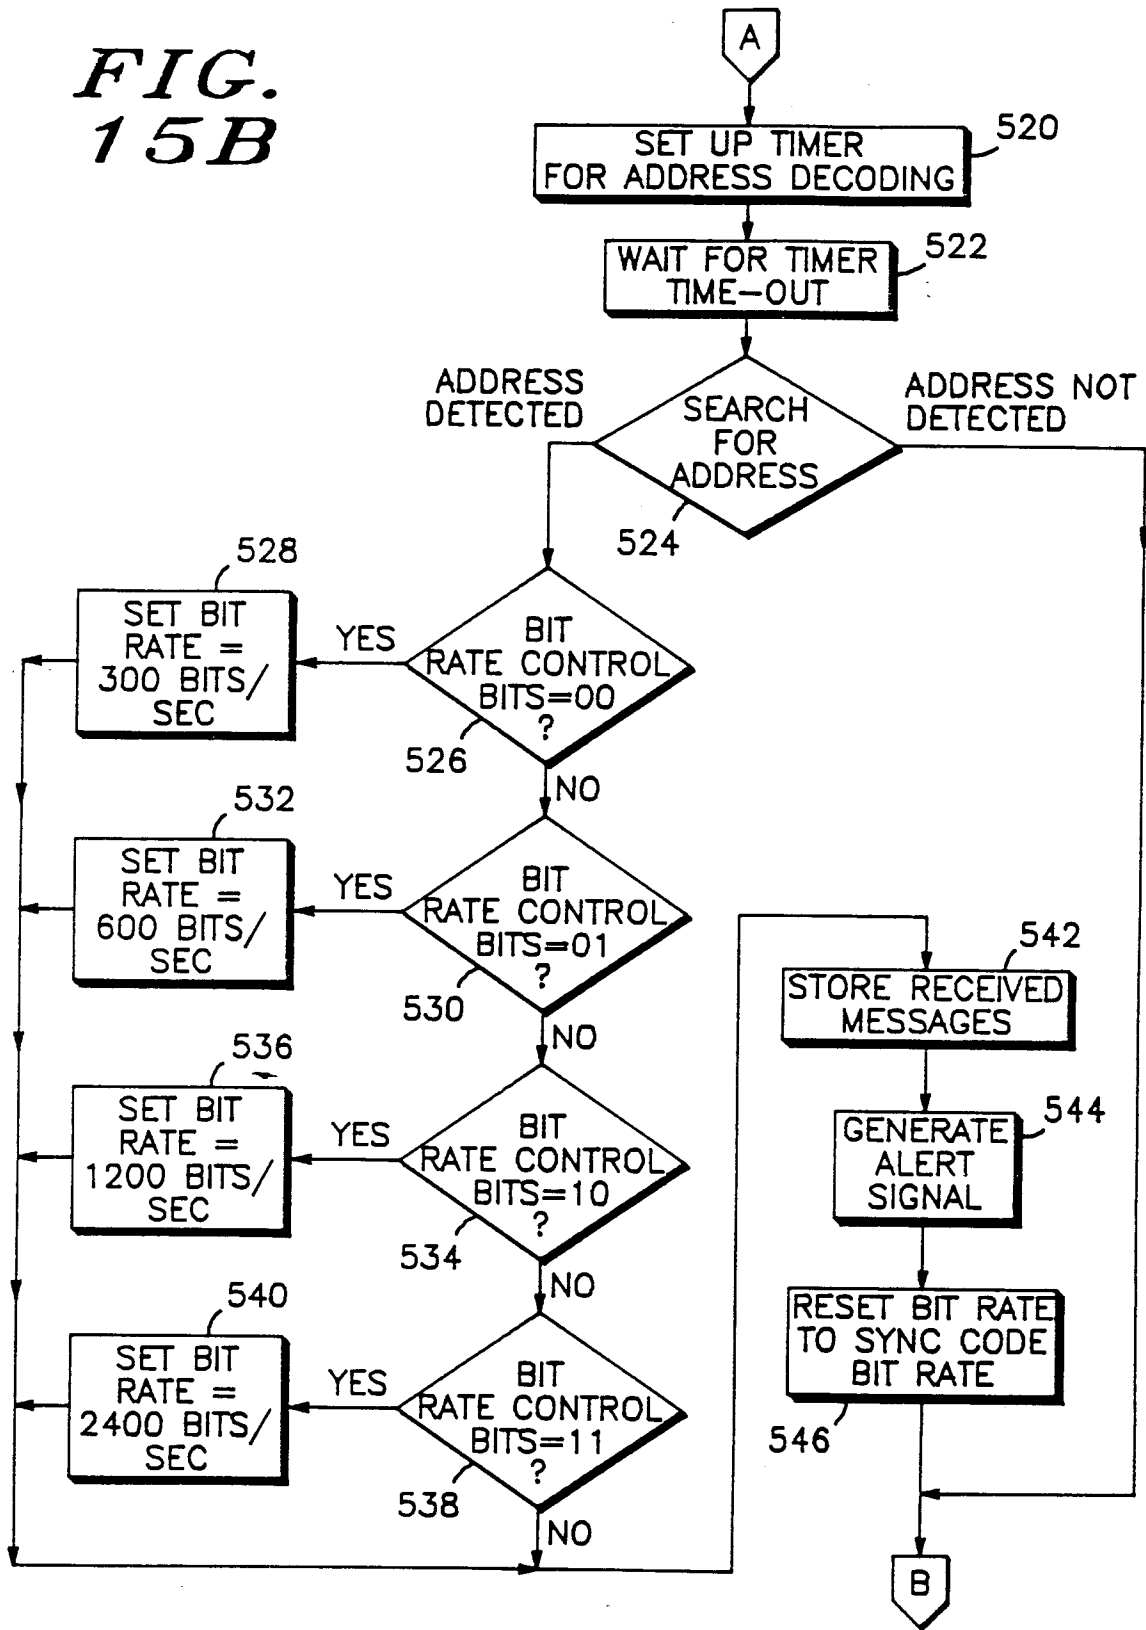 FIG.
15B
A
SET UP TIMER
FOR ADDRESS DECODING
520
WAIT FOR TIMER
TIME-OUT
522
ADDRESS
DETECTED
SEARCH
FOR
ADDRESS
524
ADDRESS NOT
DETECTED
528
SET BIT
RATE =
300 BITS/
SEC
YES
BIT
RATE CONTROL
BITS=00
?
526
NO
532
SET BIT
RATE =
600 BITS/
SEC
YES
BIT
RATE CONTROL
BITS=01
?
530
NO
536
SET BIT
RATE =
1200 BITS/
SEC
YES
BIT
RATE CONTROL
BITS=10
?
534
NO
540
SET BIT
RATE =
2400 BITS/
SEC
YES
BIT
RATE CONTROL
BITS=11
?
538
NO
542
STORE RECEIVED
MESSAGES
544
GENERATE
ALERT
SIGNAL
RESET BIT RATE
TO SYNC CODE
BIT RATE
546
B